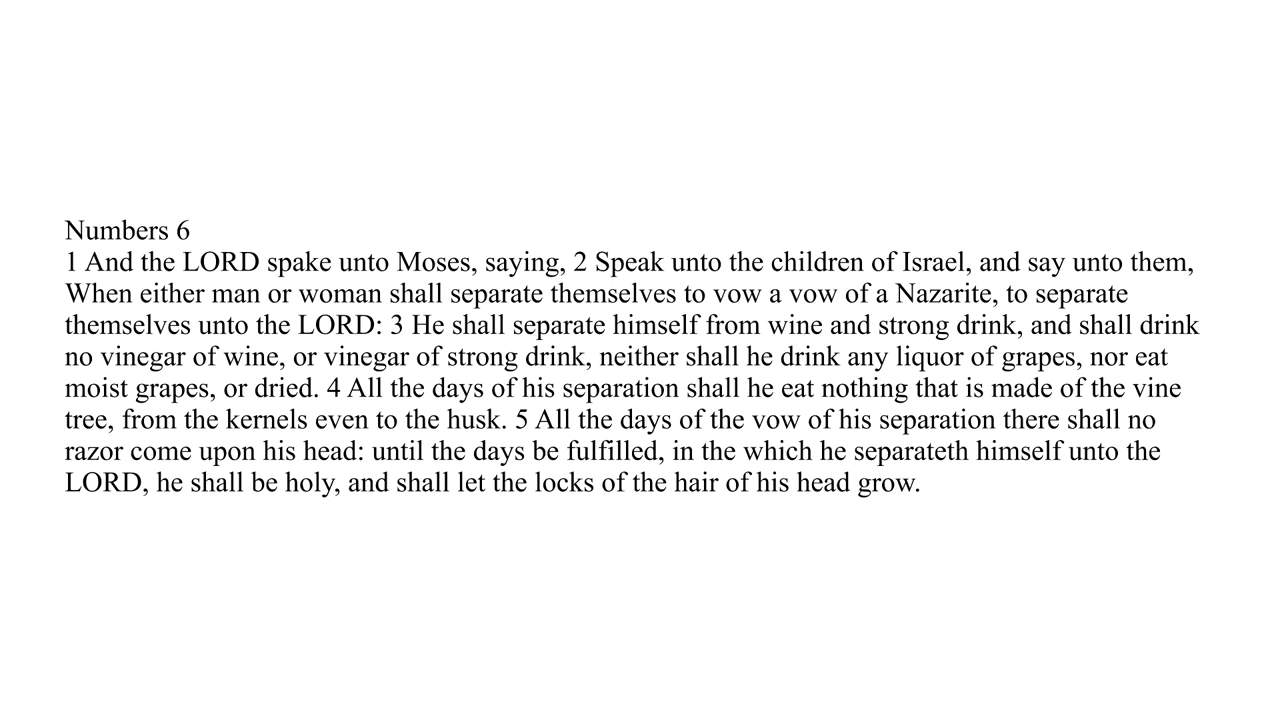 Numbers 6
1 And the LORD spake unto Moses, saying, 2 Speak unto the children of Israel, and say unto them,
When either man or woman shall separate themselves to vow a vow of a Nazarite, to separate
themselves unto the LORD: 3 He shall separate himself from wine and strong drink, and shall drink
no vinegar of wine, or vinegar of strong drink, neither shall he drink any liquor of grapes, nor eat
moist grapes, or dried. 4 All the days of his separation shall he eat nothing that is made of the vine
tree, from the kernels even to the husk. 5 All the days of the vow of his separation there shall no
razor come upon his head: until the days be fulfilled, in the which he separateth himself unto the
LORD, he shall be holy, and shall let the locks of the hair of his head grow.